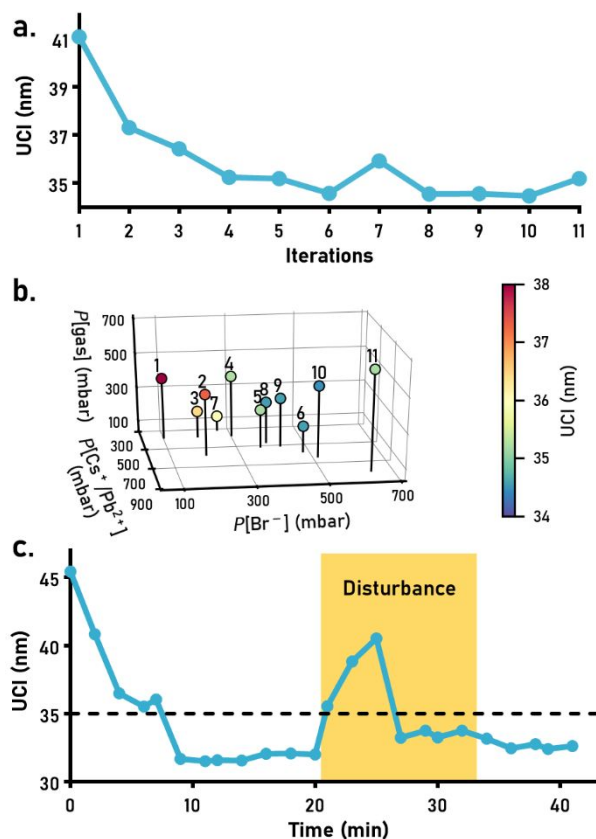 a.
UCI (nm)
41
39
37
35
1 2 3 4 5 6 7 8 9 10 11
Iterations
b.
P[gas] (mbar)
700
500
300
100
300
500
700
900
P[Cs⁺/Pb²⁺]
(mbar)
100 300 500 700
P[Br⁻] (mbar)
1 2 3 7 4 5 8 9 6 10 11
38
37
36
35
34
UCI (nm)
c.
UCI (nm)
45
40
35
30
Disturbance
0 10 20 30 40
Time (min)